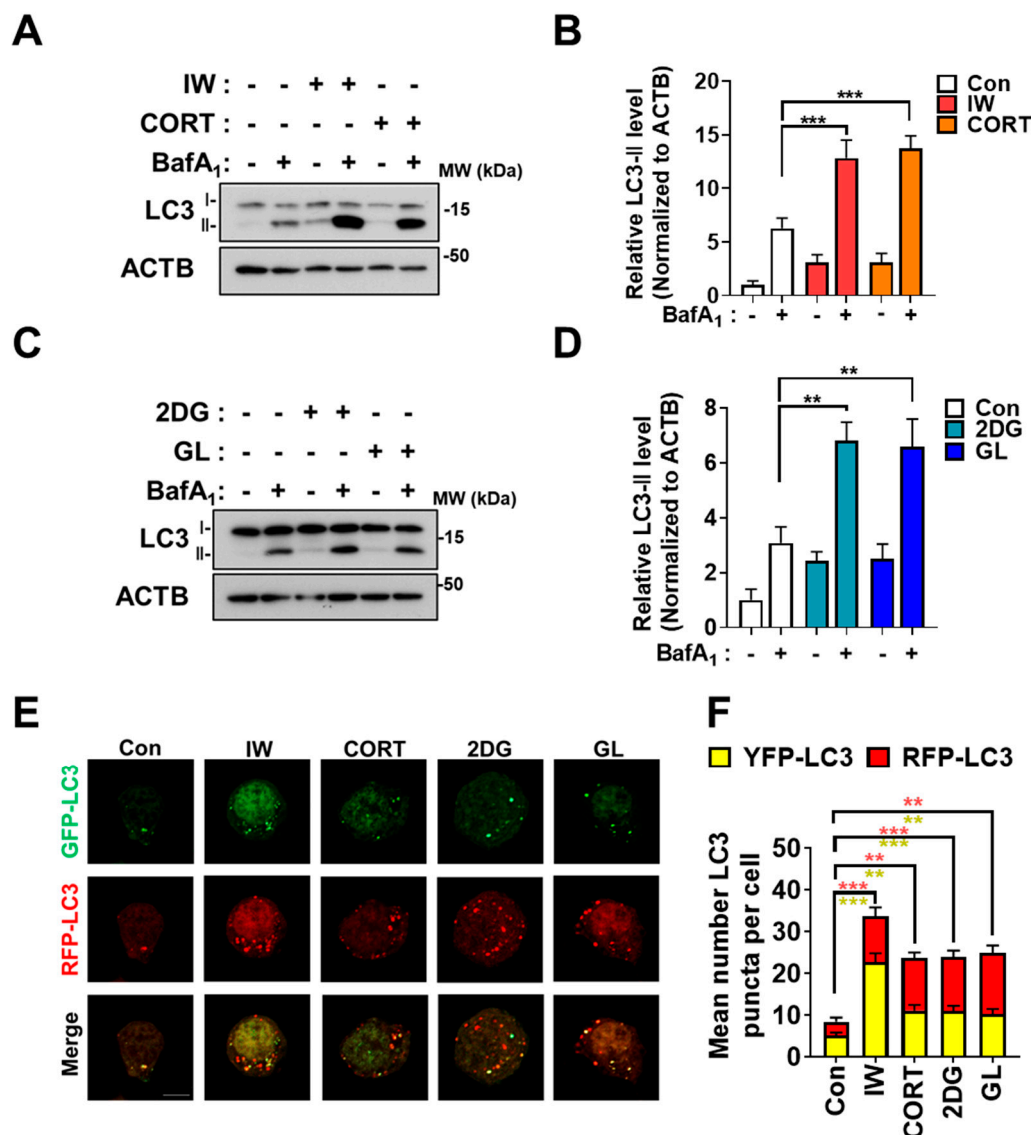 A
IW : - - + + - -
CORT : - - - - + +
BafA₁ : - + - + - +
MW (kDa)
LC3
I-
II-
-15
-50
ACTB
B
Relative LC3-II level
(Normalized to ACTB)
20
15
10
5
0
***
***
Con
IW
CORT
BafA₁ : - + - + - +
C
2DG : - - + + - -
GL : - - - - + +
BafA₁ : - + - + - +
MW (kDa)
LC3
I-
II-
-15
-50
ACTB
D
Relative LC3-II level
(Normalized to ACTB)
8
6
4
2
0
**
**
Con
2DG
GL
BafA₁ : - + - + - +
E
Con IW CORT 2DG GL
GFP-LC3
RFP-LC3
Merge
F
YFP-LC3 RFP-LC3
Mean number LC3
puncta per cell
50
40
30
20
10
0
**
**
***
***
**
**
***
***
Con
IW
CORT
2DG
GL